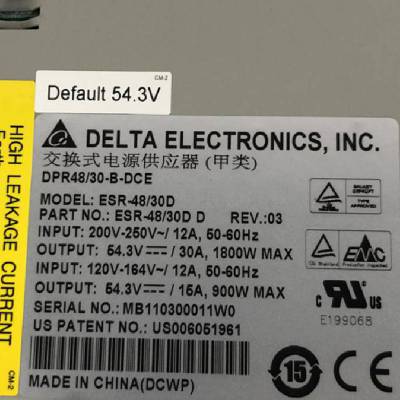 CM-2
Default 54.3V
DELTA ELECTRONICS, INC.
交换式电源供应器 (甲类)
DPR48/30-B-DCE
MODEL: ESR-48/30D
PART NO.: ESR-48/30D D REV.:03
INPUT: 200V-250V~/ 12A, 50-60Hz
OUTPUT: 54.3V⎓/ 30A, 1800W MAX
INPUT: 120V-164V~/ 12A, 50-60Hz
OUTPUT: 54.3V⎓/ 15A, 900W MAX
SERIAL NO.: MB110300011W0
US PATENT NO.: US006051961
MADE IN CHINA(DCWP)
HIGH LEAKAGE CURRENT
CM-2
EMC
c RU us
E199068
15